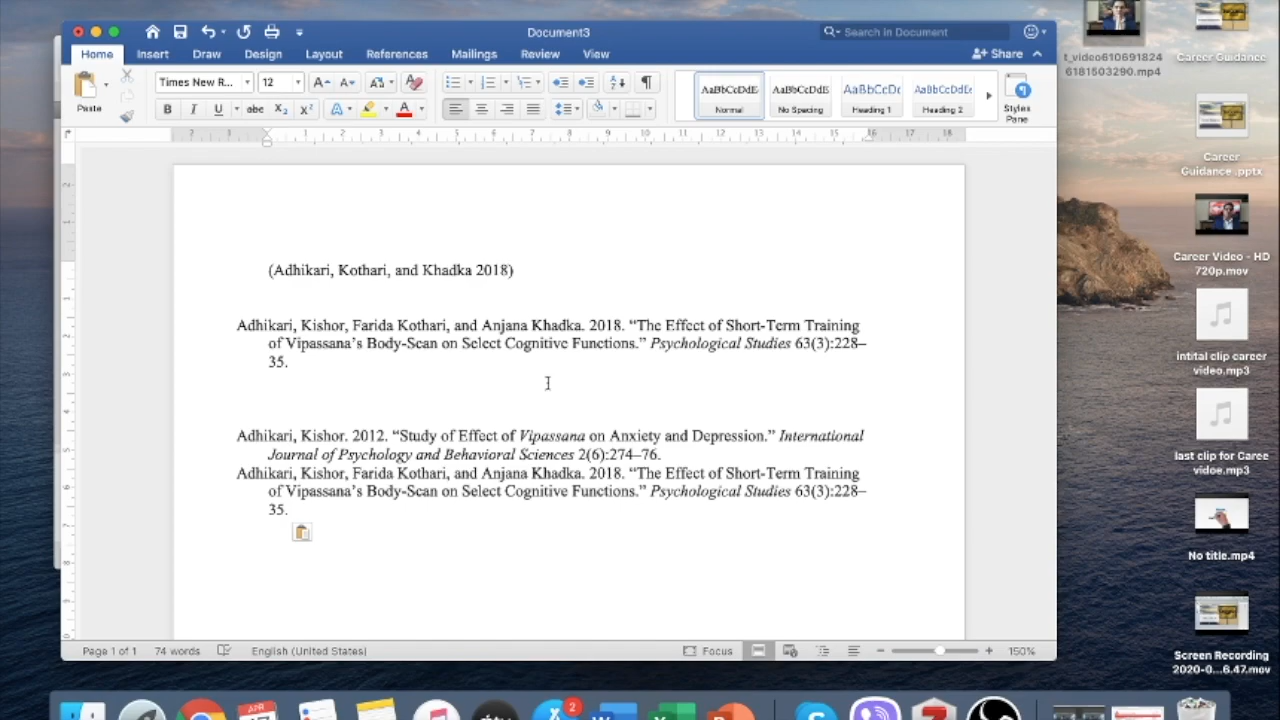 Document3
Search in Document
Home Insert Draw Design Layout References Mailings Review View
Share
Paste
Times New R... 12
B I U abc X₂ X²
AaBbCcDdE AaBbCcDdE AaBbCcDc AaBbCcDdEe
Normal No Spacing Heading 1 Heading 2
Styles
Pane
(Adhikari, Kothari, and Khadka 2018)
Adhikari, Kishor, Farida Kothari, and Anjana Khadka. 2018. “The Effect of Short-Term Training
of Vipassana’s Body-Scan on Select Cognitive Functions.” Psychological Studies 63(3):228–
35.
Adhikari, Kishor. 2012. “Study of Effect of Vipassana on Anxiety and Depression.” International
Journal of Psychology and Behavioral Sciences 2(6):274–76.
Adhikari, Kishor, Farida Kothari, and Anjana Khadka. 2018. “The Effect of Short-Term Training
of Vipassana’s Body-Scan on Select Cognitive Functions.” Psychological Studies 63(3):228–
35.
Page 1 of 1 74 words English (United States) Focus 150%
t_video610691824
6181503290.mp4
Career Guidance
Career
Guidance .pptx
Career Video - HD
720p.mov
intital clip career
video.mp3
last clip for Caree
vidoe.mp3
No title.mp4
Screen Recording
2020-0...6.47.mov
APR
2